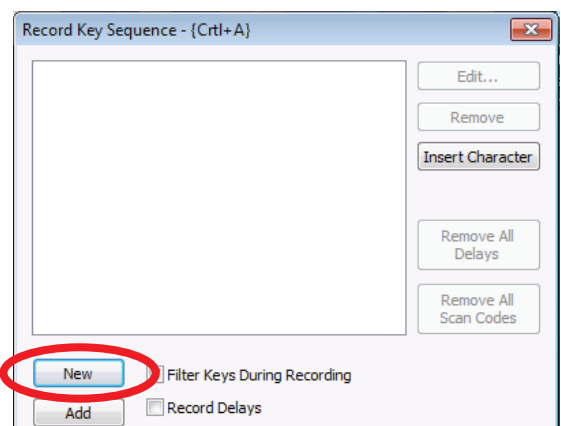 Record Key Sequence - {Crtl+A}
Edit...
Remove
Insert Character
Remove All
Delays
Remove All
Scan Codes
New
Filter Keys During Recording
Add
Record Delays